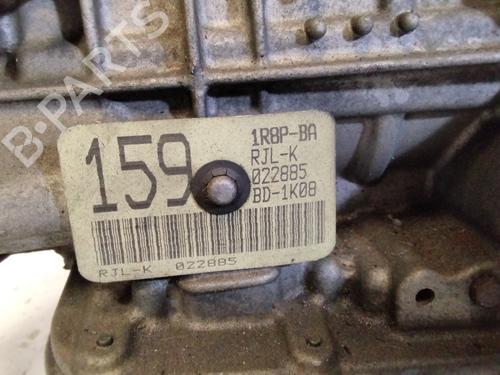 B-PARTS
159
1R8P-BA
RJL-K
022885
BD-1K08
RJL-K 022885